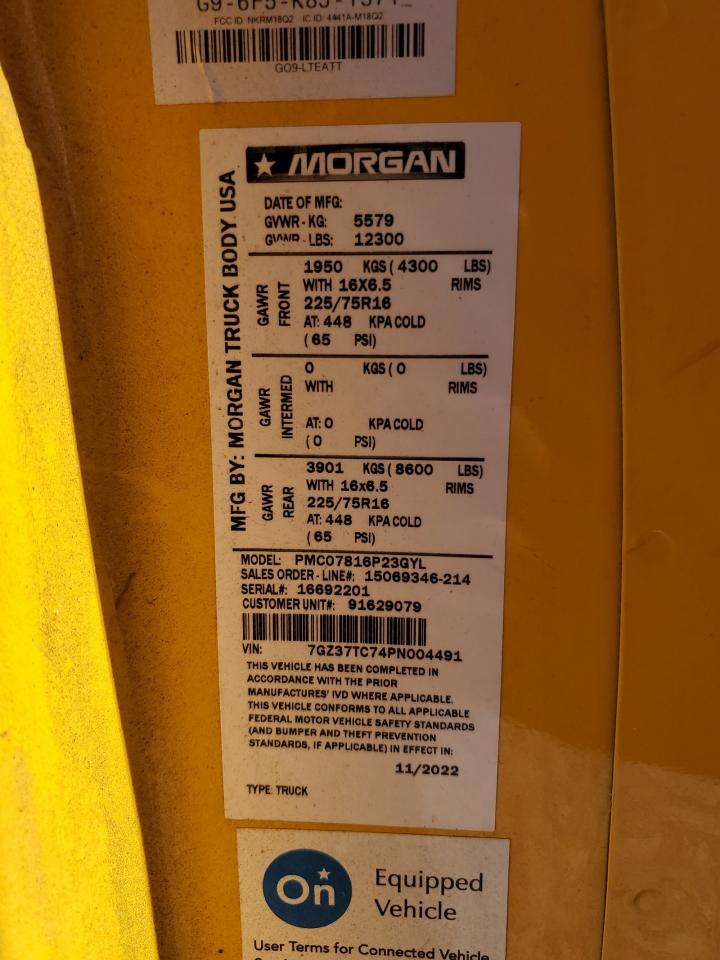 FCC ID: NKRM18Q2 IC ID: 4441A-M18Q2
GO9-LTEATT
MFG BY: MORGAN TRUCK BODY USA
MORGAN
DATE OF MFG:
GVWR - KG: 5579
GVWR - LBS: 12300
GAWR FRONT
1950 KGS ( 4300 LBS)
WITH 16X6.5 RIMS
225/75R16
AT: 448 KPA COLD
( 65 PSI)
GAWR INTERMED
0 KGS ( 0 LBS)
WITH RIMS
AT: 0 KPA COLD
( 0 PSI)
GAWR REAR
3901 KGS ( 8600 LBS)
WITH 16x6.5 RIMS
225/75R16
AT: 448 KPA COLD
( 65 PSI)
MODEL: PMC07816P23GYL
SALES ORDER - LINE#: 15069346-214
SERIAL#: 16692201
CUSTOMER UNIT#: 91629079
VIN: 7GZ37TC74PN004491
THIS VEHICLE HAS BEEN COMPLETED IN
ACCORDANCE WITH THE PRIOR
MANUFACTURES' IVD WHERE APPLICABLE.
THIS VEHICLE CONFORMS TO ALL APPLICABLE
FEDERAL MOTOR VEHICLE SAFETY STANDARDS
(AND BUMPER AND THEFT PREVENTION
STANDARDS, IF APPLICABLE) IN EFFECT IN:
11/2022
TYPE: TRUCK
On
Equipped
Vehicle
User Terms for Connected Vehicle